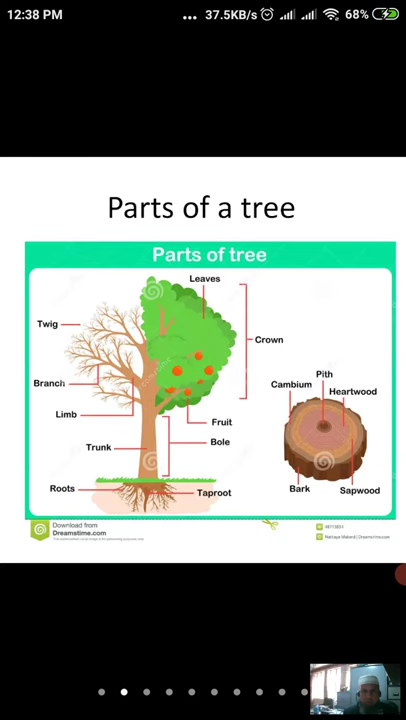 12:38 PM ... 37.5KB/s 68%
Parts of a tree
Parts of tree
Leaves
Twig
Crown
Pith
Branch
Cambium
Heartwood
Limb
Fruit
Trunk
Bole
Roots
Taproot
Bark
Sapwood
Download from
Dreamstime.com